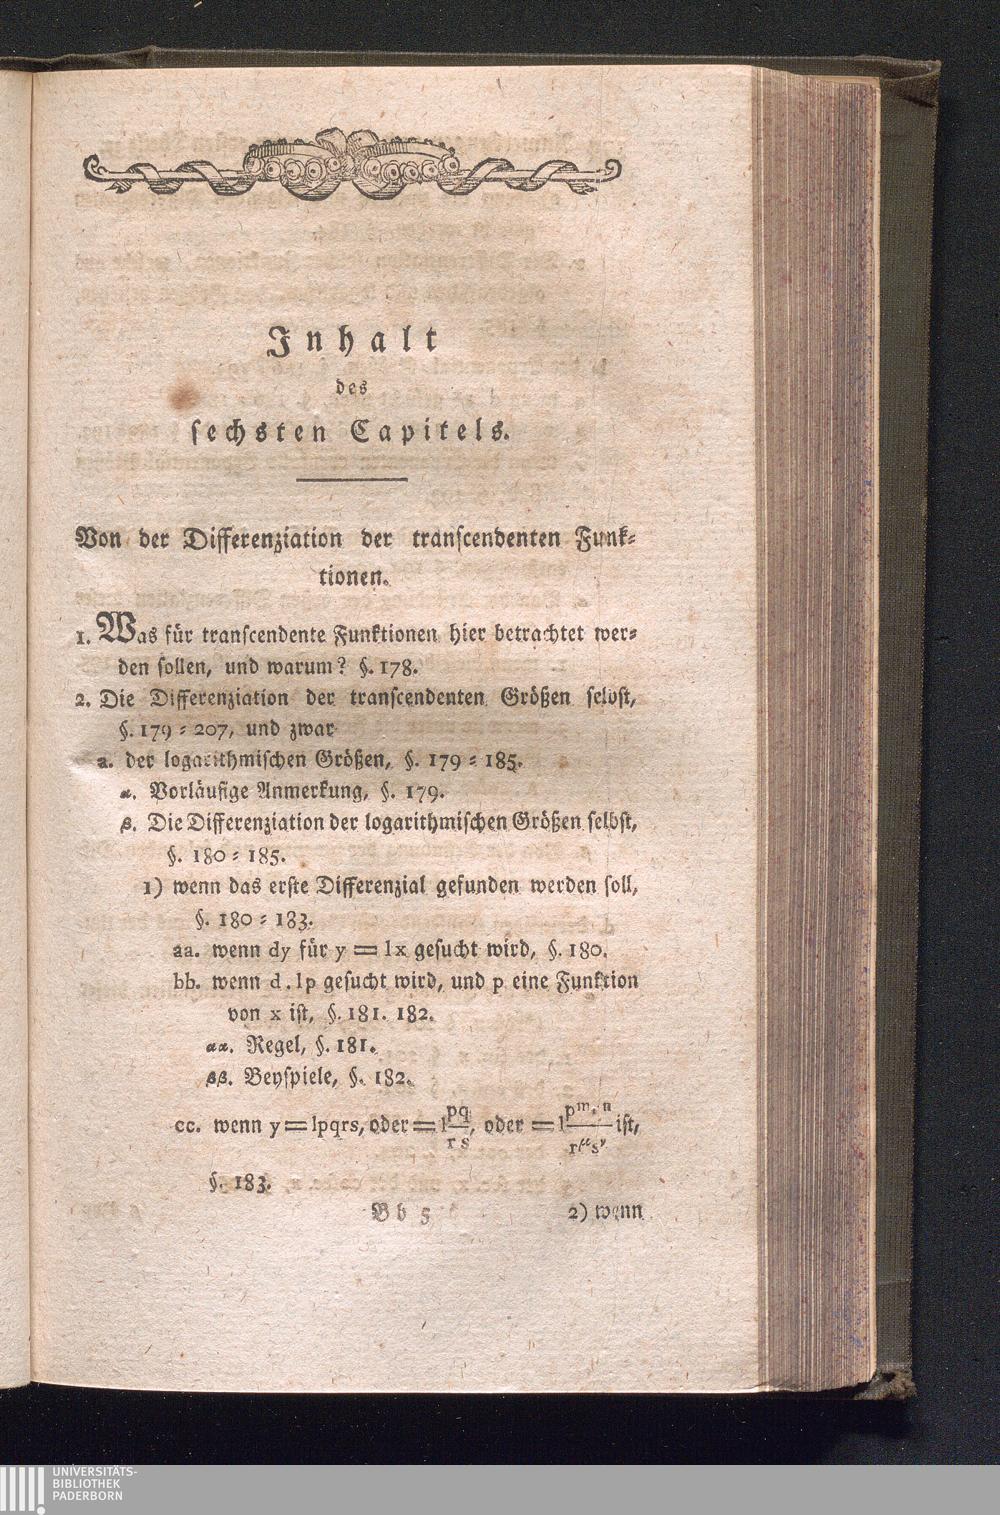 Inhalt
des
sechsten Capitels.
Von der Differenziation der transcendenten Funk-
tionen.
1. Was für transcendente Funktionen hier betrachtet wer-
den sollen, und warum? §. 178.
2. Die Differenziation der transcendenten Größen selbst,
§. 179 - 207, und zwar
a. der logarithmischen Größen, §. 179 - 185.
α. Vorläufige Anmerkung, §. 179.
β. Die Differenziation der logarithmischen Größen selbst,
§. 180 - 185.
1) wenn das erste Differenzial gefunden werden soll,
§. 180 - 183.
aa. wenn dy für y = lx gesucht wird, §. 180.
bb. wenn d. lp gesucht wird, und p eine Funktion
von x ist, §. 181. 182.
αα. Regel, §. 181.
ββ. Beyspiele, §. 182.
cc. wenn y = lpqrs, oder = l pq/rs, oder = l p^m. n/r^μ s^ν ist,
§. 183.
Bb 5 2) wenn
UNIVERSITÄTS-
BIBLIOTHEK
PADERBORN